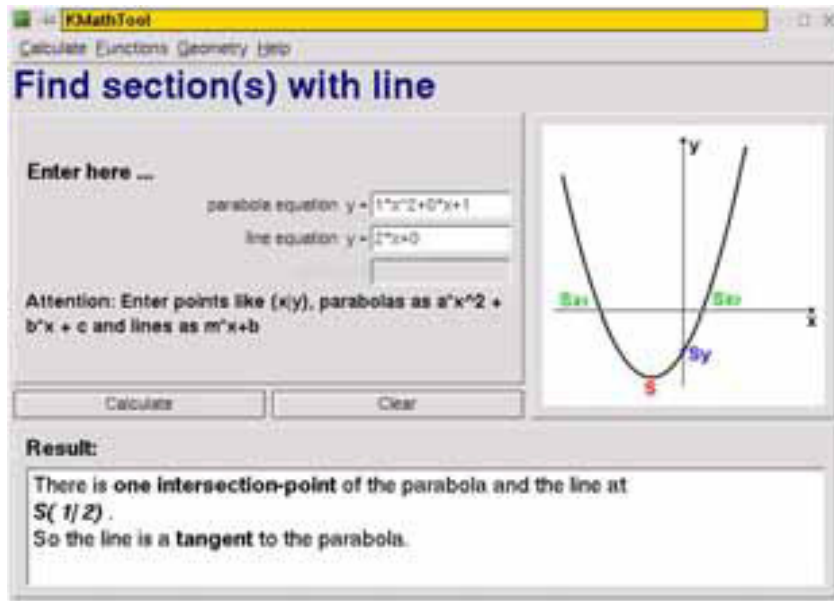 KMathTool
Calculate Functions Geometry Help
Find section(s) with line
Enter here ...
parabola equation y = 1*x^2+0*x+1
line equation y = 2*x+0
Attention: Enter points like (x|y), parabolas as a*x^2 +
b*x + c and lines as m*x+b
y
x
Sy
S
Calculate Clear
Result:
There is one intersection-point of the parabola and the line at
S( 1| 2) .
So the line is a tangent to the parabola.